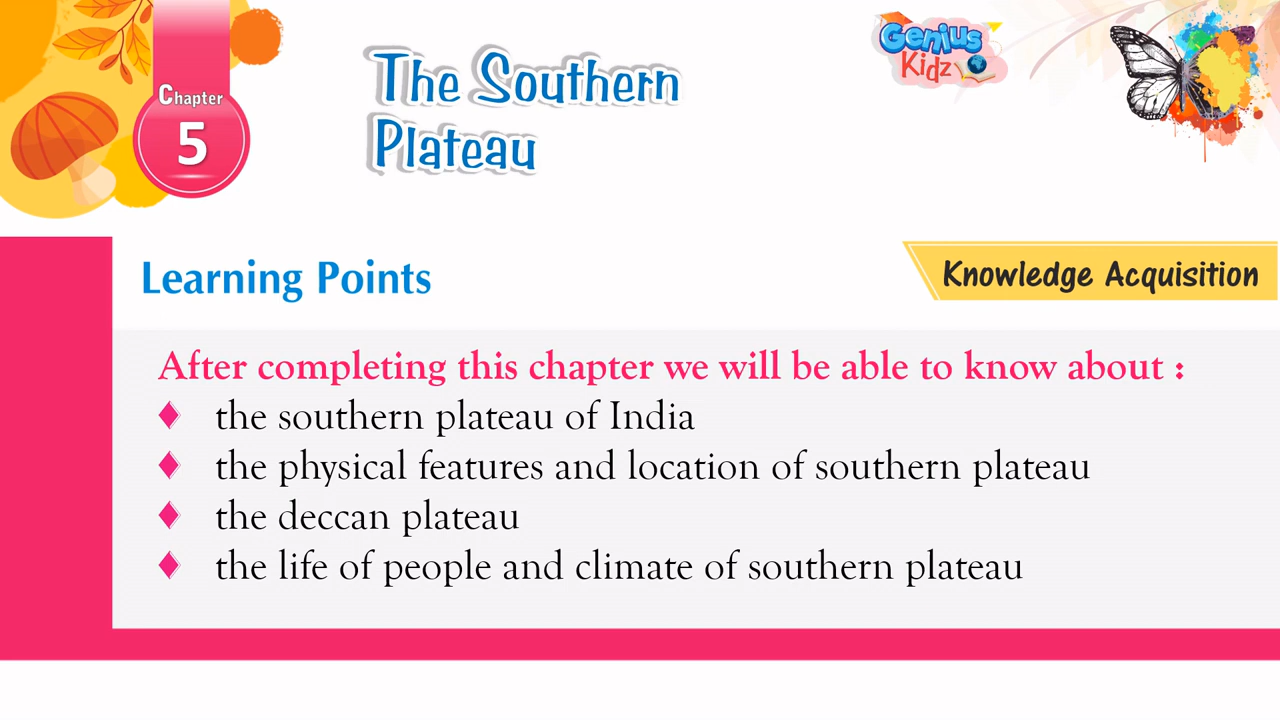 Chapter
5
The Southern
Plateau
Genius
Kidz
Learning Points
Knowledge Acquisition
After completing this chapter we will be able to know about :
♦ the southern plateau of India
♦ the physical features and location of southern plateau
♦ the deccan plateau
♦ the life of people and climate of southern plateau